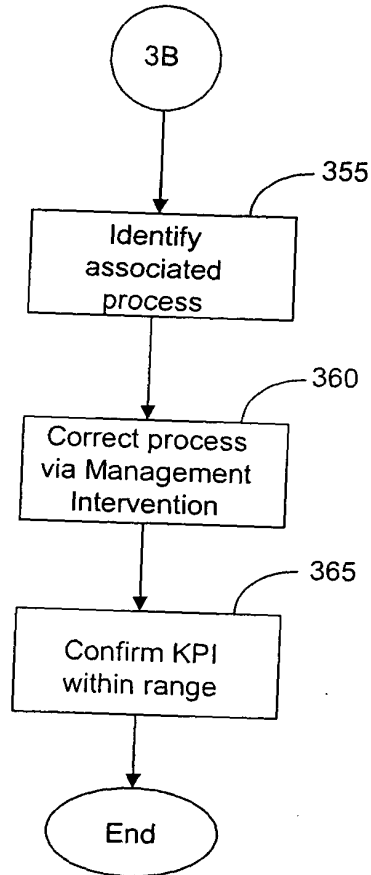 3B
355
Identify
associated
process
360
Correct process
via Management
Intervention
365
Confirm KPI
within range
End